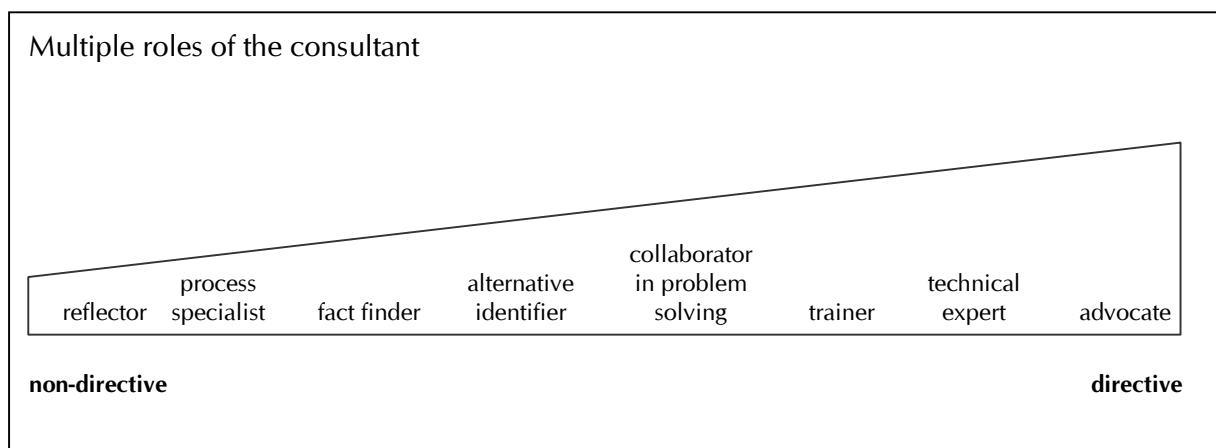 Multiple roles of the consultant
reflector
process
specialist
fact finder
alternative
identifier
collaborator
in problem
solving
trainer
technical
expert
advocate
non-directive
directive